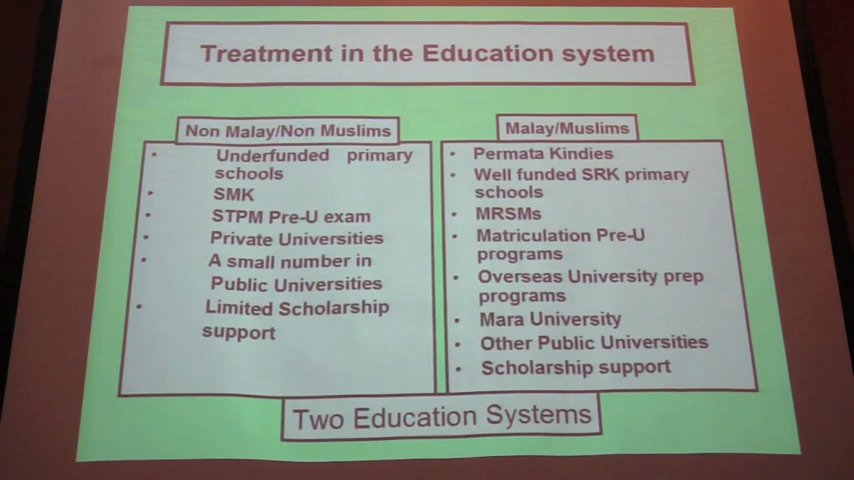 Treatment in the Education system
Non Malay/Non Muslims
• Underfunded primary
schools
• SMK
• STPM Pre-U exam
• Private Universities
• A small number in
Public Universities
• Limited Scholarship
support
Malay/Muslims
• Permata Kindies
• Well funded SRK primary
schools
• MRSMs
• Matriculation Pre-U
programs
• Overseas University prep
programs
• Mara University
• Other Public Universities
• Scholarship support
Two Education Systems